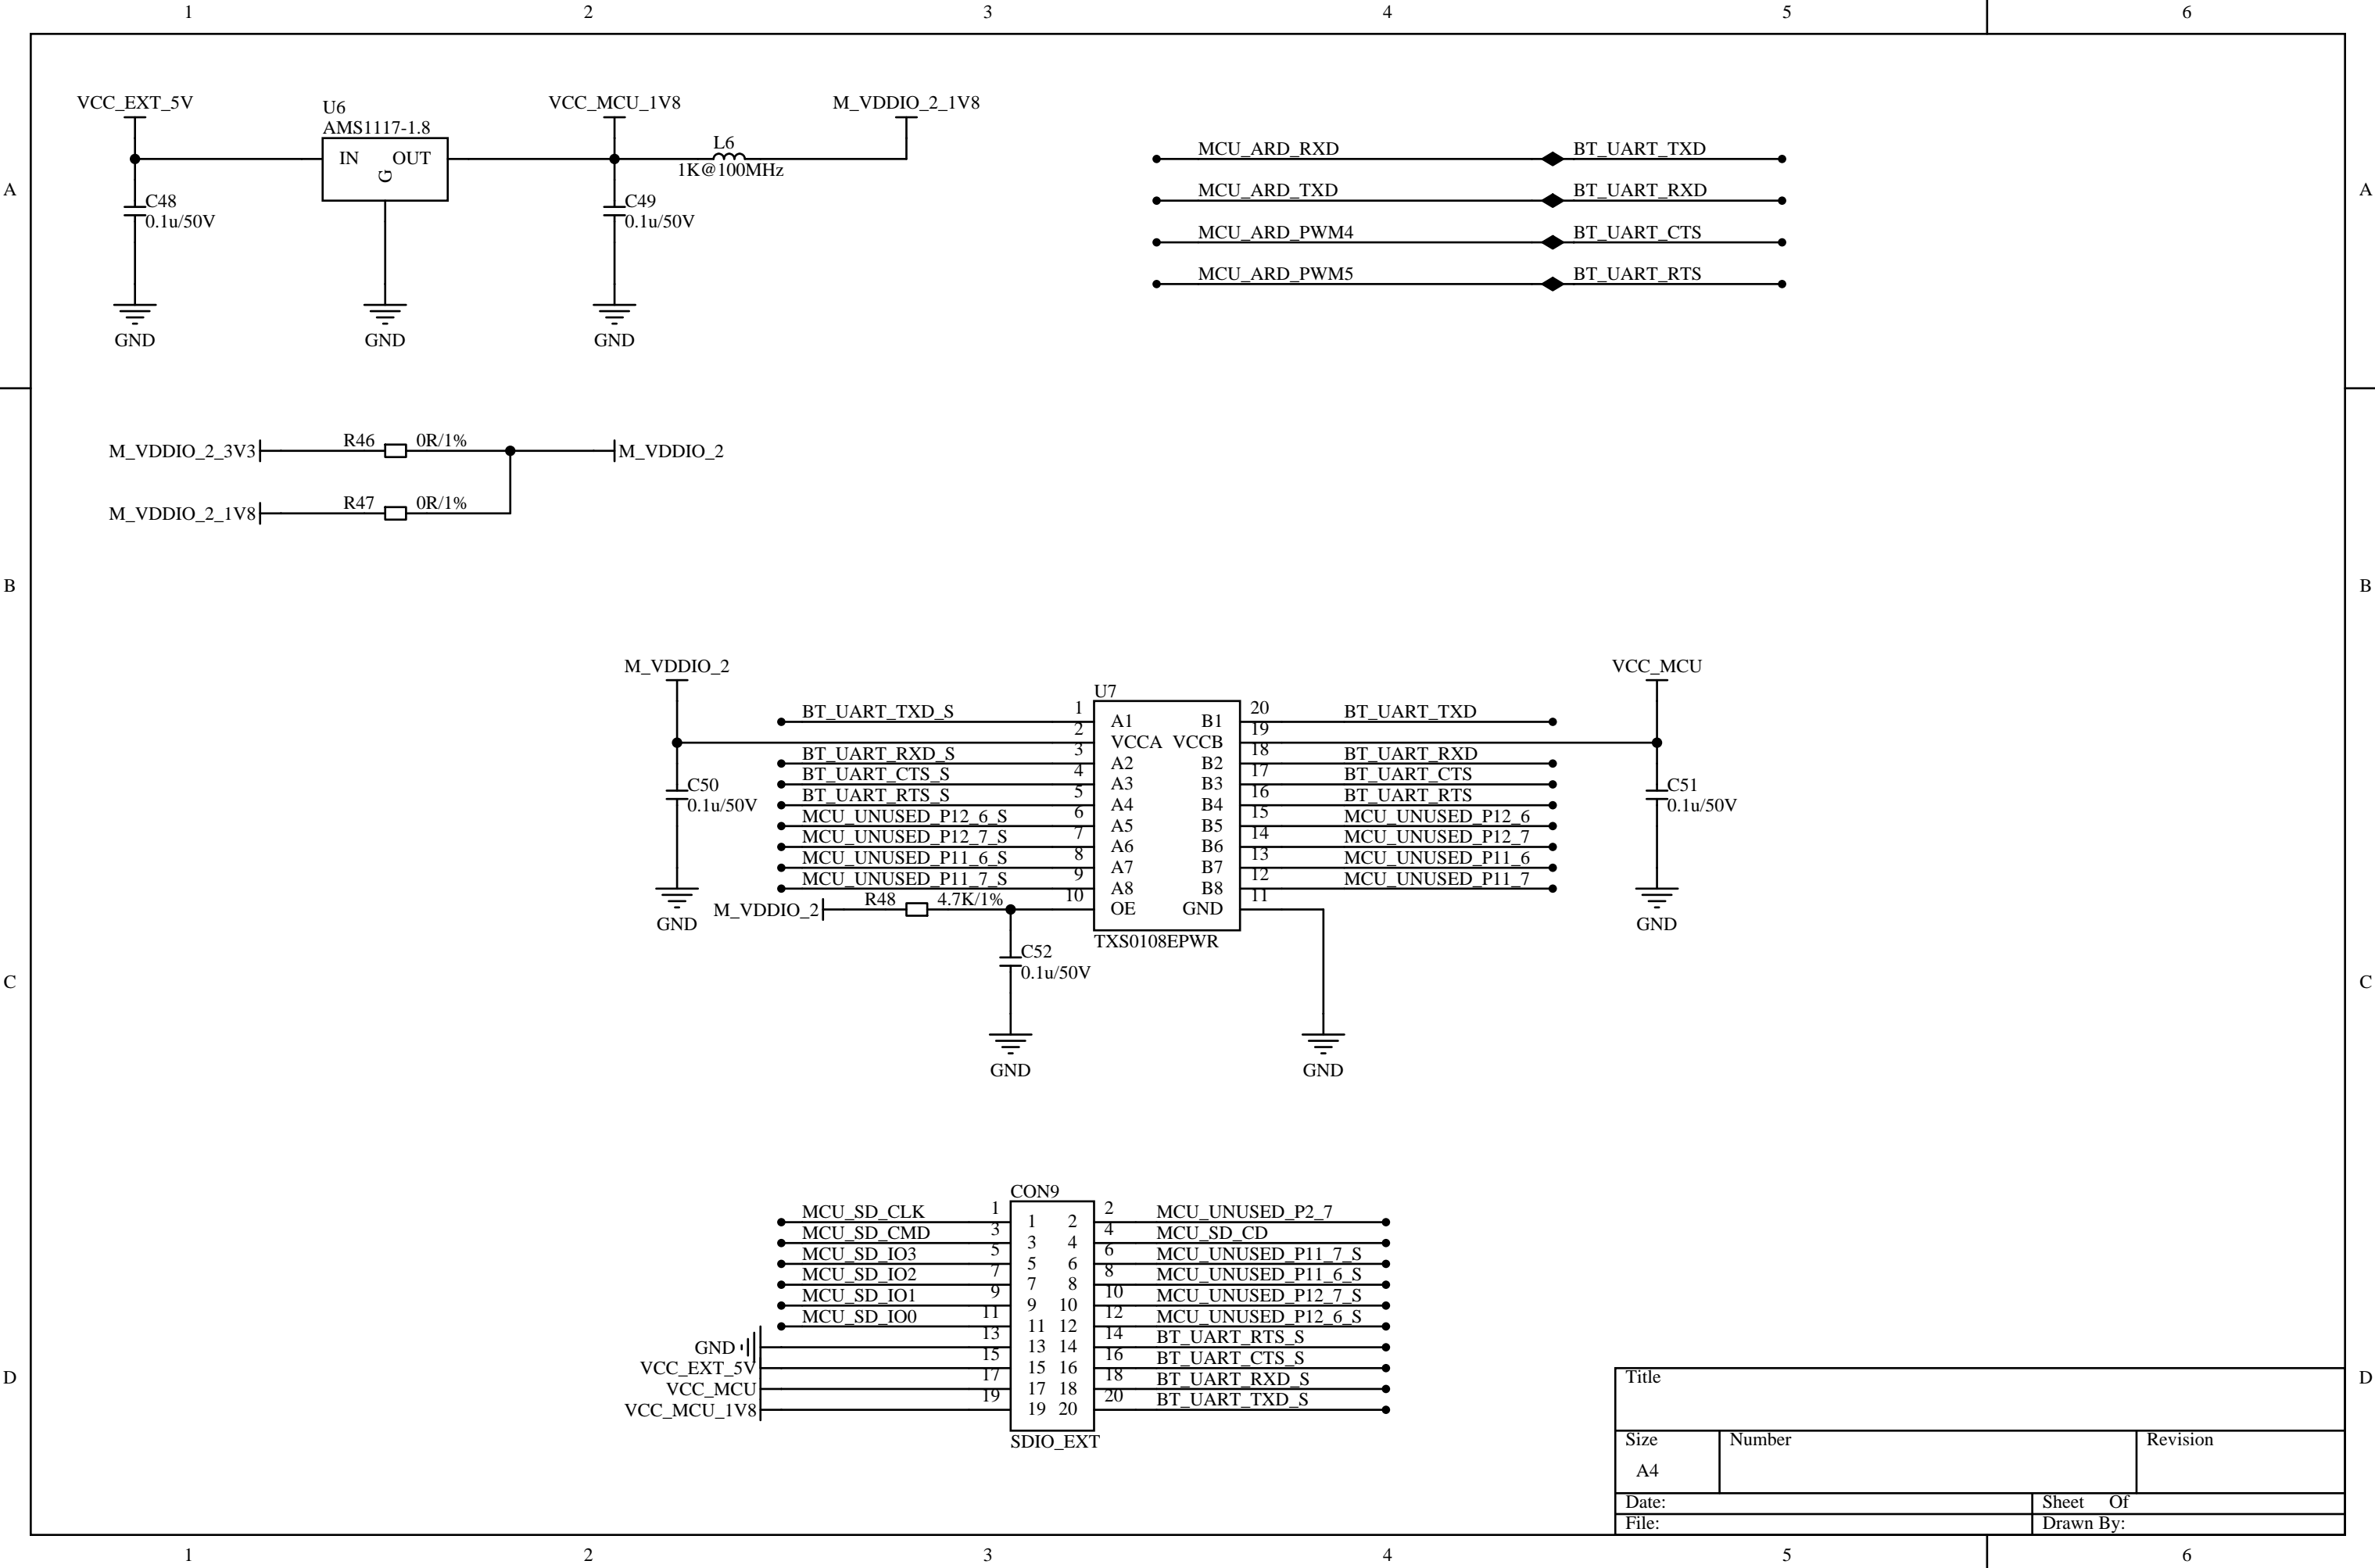 1 2 3 4 5 6
VCC_EXT_5V
U6
AMS1117-1.8
IN OUT
G
VCC_MCU_1V8
M_VDDIO_2_1V8
L6
1K@100MHz
C48
0.1u/50V
C49
0.1u/50V
GND
GND
GND
MCU_ARD_RXD BT_UART_TXD
MCU_ARD_TXD BT_UART_RXD
MCU_ARD_PWM4 BT_UART_CTS
MCU_ARD_PWM5 BT_UART_RTS
A A
M_VDDIO_2_3V3 R46 0R/1% M_VDDIO_2
M_VDDIO_2_1V8 R47 0R/1%
B B
M_VDDIO_2
VCC_MCU
U7
BT_UART_TXD_S 1 A1 B1 20 BT_UART_TXD
2 VCCA VCCB 19
BT_UART_RXD_S 3 A2 B2 18 BT_UART_RXD
BT_UART_CTS_S 4 A3 B3 17 BT_UART_CTS
BT_UART_RTS_S 5 A4 B4 16 BT_UART_RTS
MCU_UNUSED_P12_6_S 6 A5 B5 15 MCU_UNUSED_P12_6
MCU_UNUSED_P12_7_S 7 A6 B6 14 MCU_UNUSED_P12_7
MCU_UNUSED_P11_6_S 8 A7 B7 13 MCU_UNUSED_P11_6
MCU_UNUSED_P11_7_S 9 A8 B8 12 MCU_UNUSED_P11_7
M_VDDIO_2 R48 4.7K/1% 10 OE GND 11
TXS0108EPWR
C50
0.1u/50V
C51
0.1u/50V
GND
GND
C52
0.1u/50V
GND
GND
C C
CON9
MCU_SD_CLK 1 1 2 2 MCU_UNUSED_P2_7
MCU_SD_CMD 3 3 4 4 MCU_SD_CD
MCU_SD_IO3 5 5 6 6 MCU_UNUSED_P11_7_S
MCU_SD_IO2 7 7 8 8 MCU_UNUSED_P11_6_S
MCU_SD_IO1 9 9 10 10 MCU_UNUSED_P12_7_S
MCU_SD_IO0 11 11 12 12 MCU_UNUSED_P12_6_S
GND 13 13 14 14 BT_UART_RTS_S
VCC_EXT_5V 15 15 16 16 BT_UART_CTS_S
VCC_MCU 17 17 18 18 BT_UART_RXD_S
VCC_MCU_1V8 19 19 20 20 BT_UART_TXD_S
SDIO_EXT
D D
Title
Size Number Revision
A4
Date: Sheet Of
File: Drawn By:
1 2 3 4 5 6